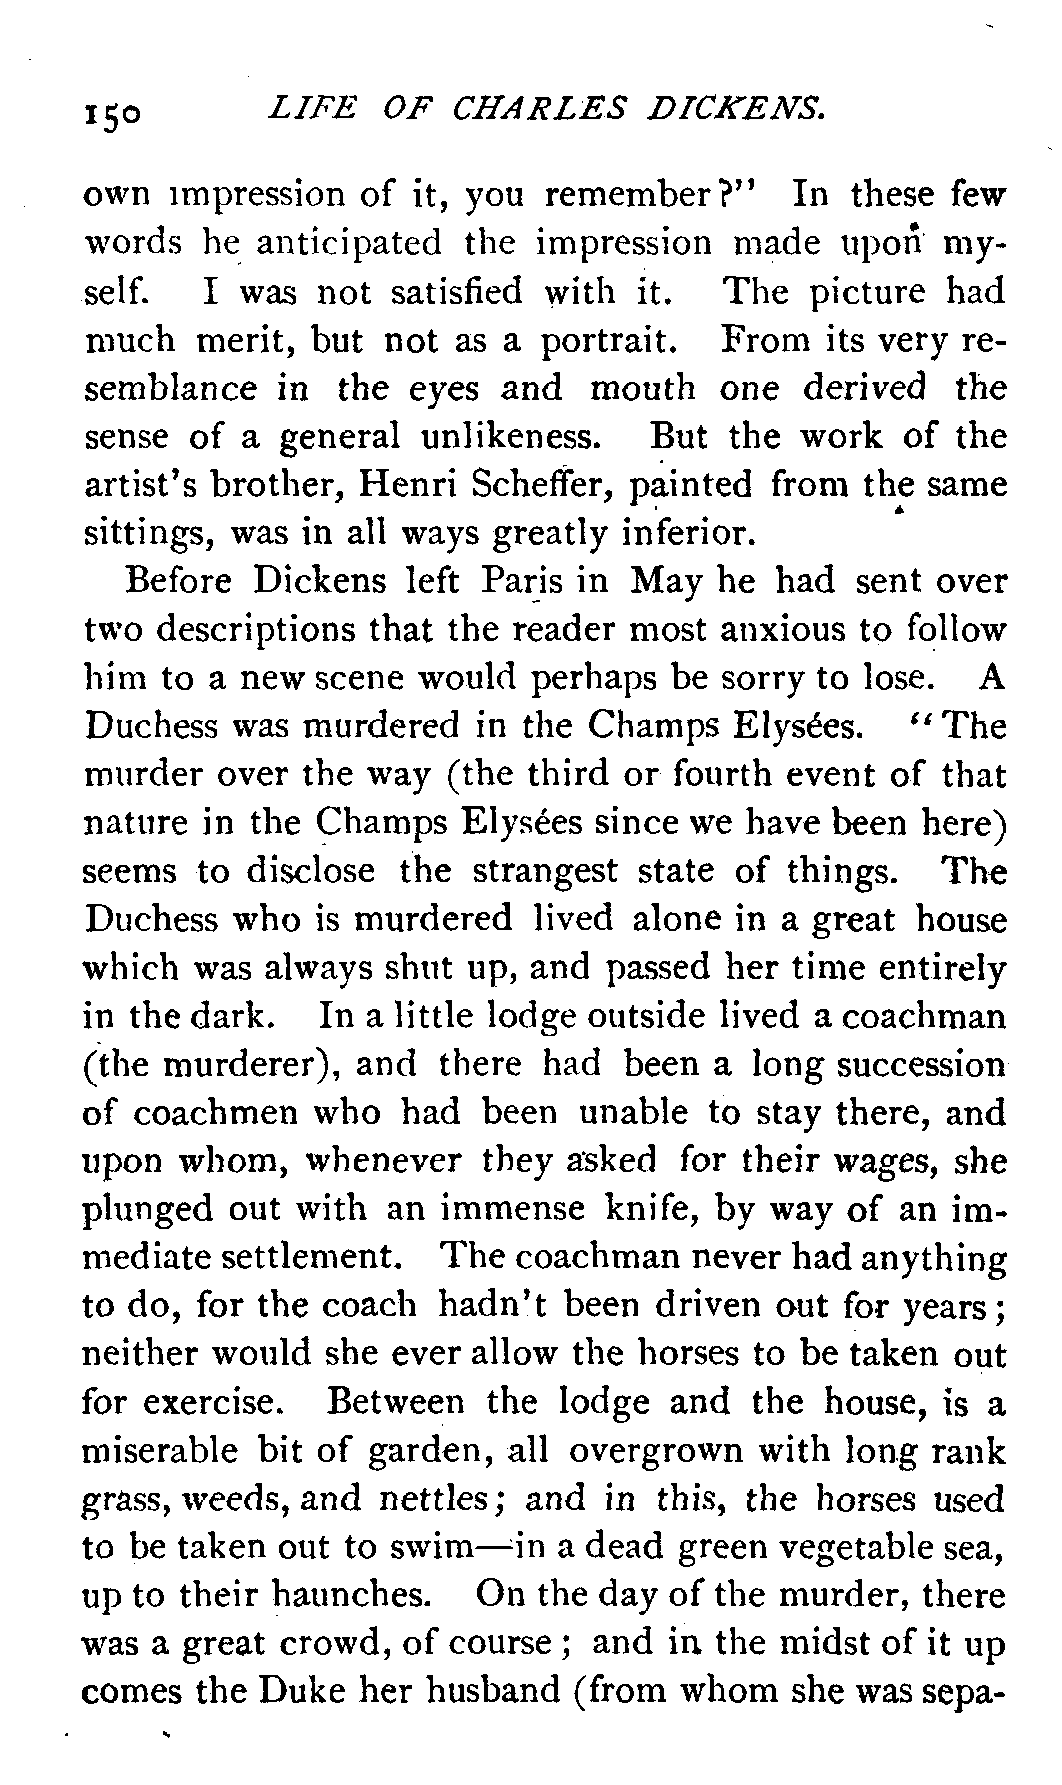 150 LIFE OF CHARLES DICKENS.
own impression of it, you remember?" In these few
words he anticipated the impression made upon my-
self. I was not satisfied with it. The picture had
much merit, but not as a portrait. From its very re-
semblance in the eyes and mouth one derived the
sense of a general unlikeness. But the work of the
artist's brother, Henri Scheffer, painted from the same
sittings, was in all ways greatly inferior.
Before Dickens left Paris in May he had sent over
two descriptions that the reader most anxious to follow
him to a new scene would perhaps be sorry to lose. A
Duchess was murdered in the Champs Elysées. "The
murder over the way (the third or fourth event of that
nature in the Champs Elysées since we have been here)
seems to disclose the strangest state of things. The
Duchess who is murdered lived alone in a great house
which was always shut up, and passed her time entirely
in the dark. In a little lodge outside lived a coachman
(the murderer), and there had been a long succession
of coachmen who had been unable to stay there, and
upon whom, whenever they asked for their wages, she
plunged out with an immense knife, by way of an im-
mediate settlement. The coachman never had anything
to do, for the coach hadn't been driven out for years;
neither would she ever allow the horses to be taken out
for exercise. Between the lodge and the house, is a
miserable bit of garden, all overgrown with long rank
grass, weeds, and nettles; and in this, the horses used
to be taken out to swim—in a dead green vegetable sea,
up to their haunches. On the day of the murder, there
was a great crowd, of course; and in the midst of it up
comes the Duke her husband (from whom she was sepa-